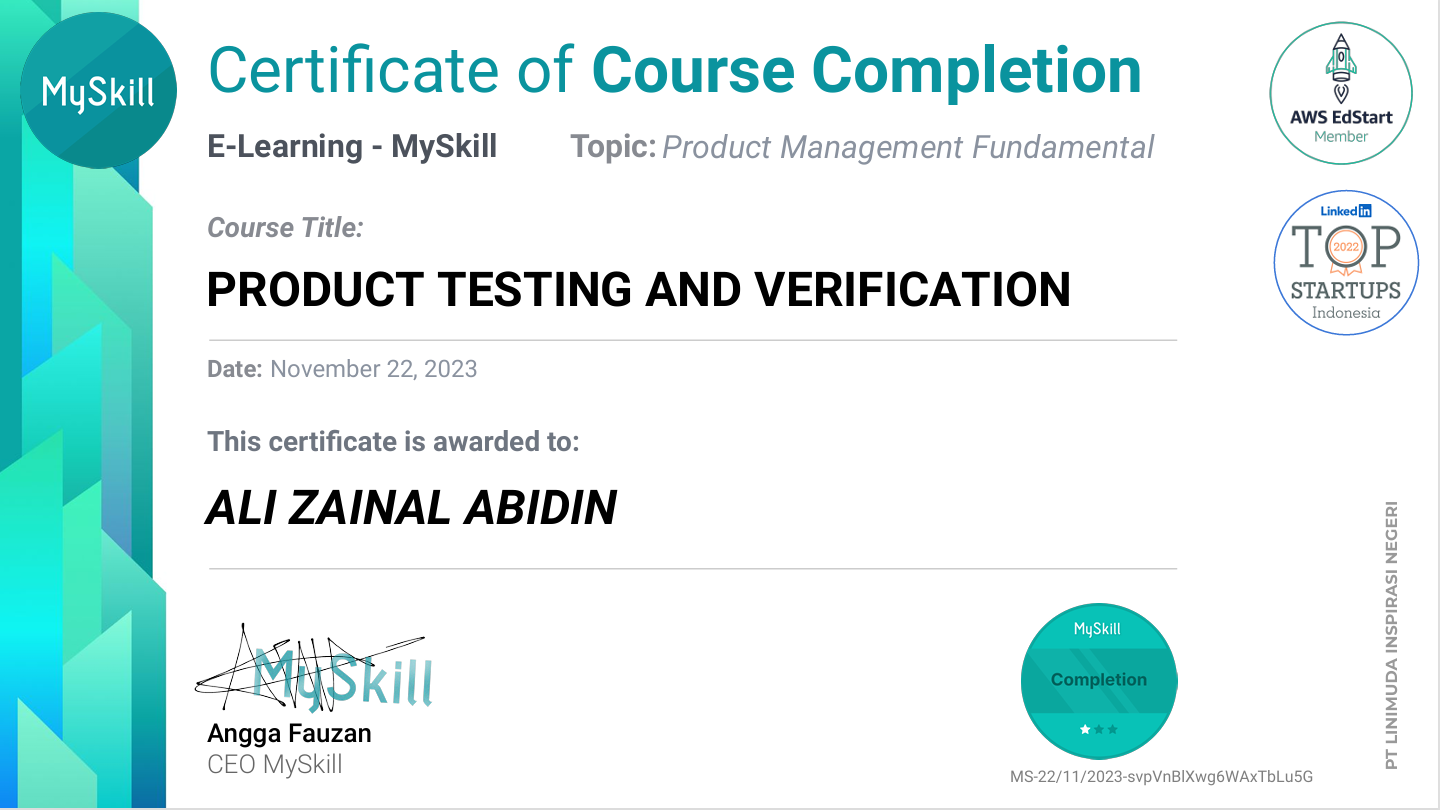 MySkill
Certificate of Course Completion
E-Learning - MySkill Topic: Product Management Fundamental
AWS EdStart
Member
Linked in
TOP
2022
STARTUPS
Indonesia
Course Title:
PRODUCT TESTING AND VERIFICATION
Date: November 22, 2023
This certificate is awarded to:
ALI ZAINAL ABIDIN
MySkill
Angga Fauzan
CEO MySkill
MySkill
Completion
MS-22/11/2023-svpVnBlXwg6WAxTbLu5G
PT LINIMUDA INSPIRASI NEGERI